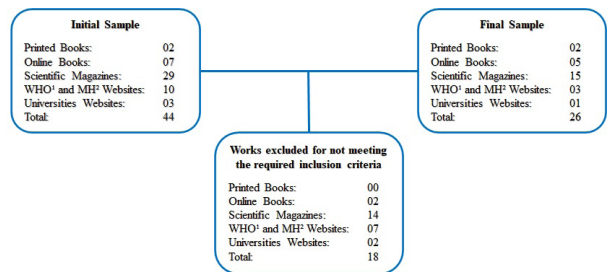 Initial Sample
Printed Books: 02
Online Books: 07
Scientific Magazines: 29
WHO¹ and MH² Websites: 10
Universities Websites: 03
Total: 44
Final Sample
Printed Books: 02
Online Books: 05
Scientific Magazines: 15
WHO¹ and MH² Websites: 03
Universities Websites: 01
Total: 26
Works excluded for not meeting
the required inclusion criteria
Printed Books: 00
Online Books: 02
Scientific Magazines: 14
WHO¹ and MH² Websites: 07
Universities Websites: 02
Total: 18